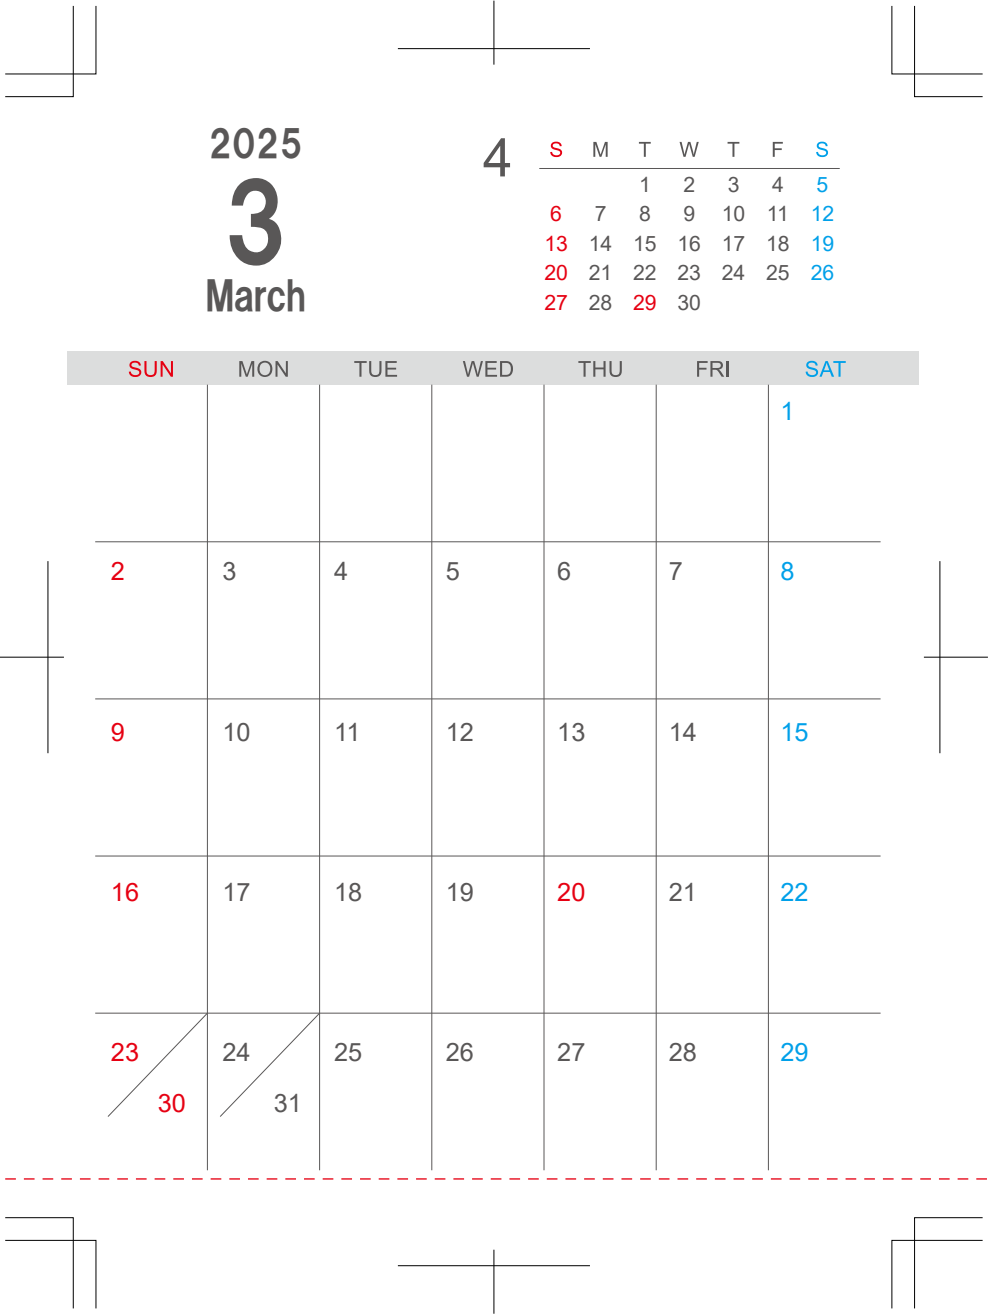 2025
3
March
4
S M T W T F S
1 2 3 4 5
6 7 8 9 10 11 12
13 14 15 16 17 18 19
20 21 22 23 24 25 26
27 28 29 30
SUN MON TUE WED THU FRI SAT
1
2 3 4 5 6 7 8
9 10 11 12 13 14 15
16 17 18 19 20 21 22
23 24 25 26 27 28 29
30 31